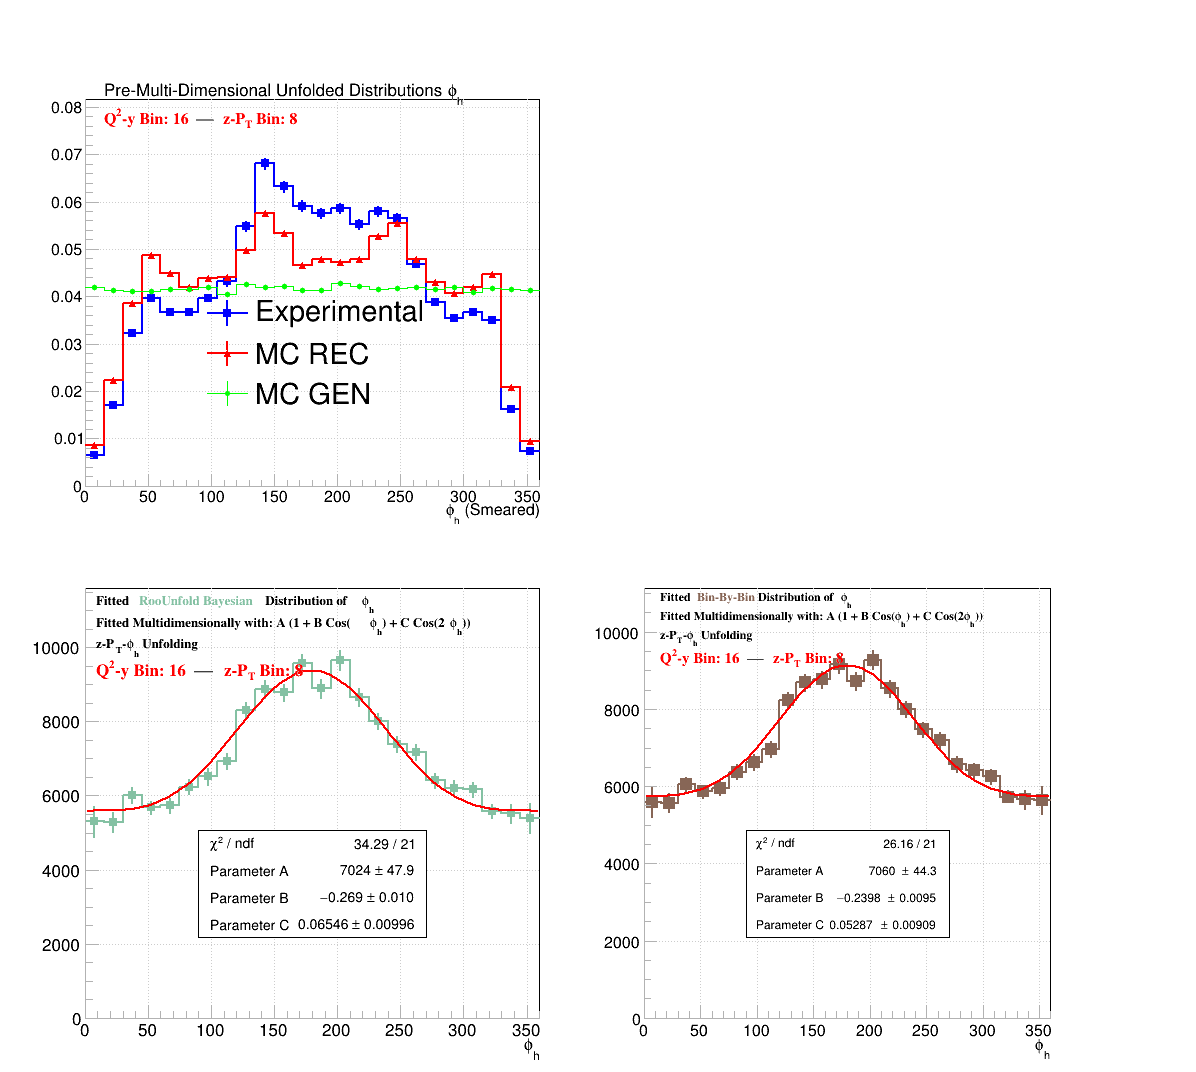 Pre-Multi-Dimensional Unfolded Distributions ϕh
Q2-y Bin: 16 — z-PT Bin: 8
0.08
0.07
0.06
0.05
0.04
0.03
0.02
0.01
0
Experimental
MC REC
MC GEN
0 50 100 150 200 250 300 350
ϕh (Smeared)
Fitted RooUnfold Bayesian Distribution of ϕh
Fitted Multidimensionally with: A (1 + B Cos( ϕh) + C Cos(2 ϕh))
z-PT-ϕh Unfolding
Q2-y Bin: 16 — z-PT Bin: 8
10000
8000
6000
4000
2000
0
χ2 / ndf 34.29 / 21
Parameter A 7024 ± 47.9
Parameter B −0.269 ± 0.010
Parameter C 0.06546 ± 0.00996
0 50 100 150 200 250 300 350
ϕh
Fitted Bin-By-Bin Distribution of ϕh
Fitted Multidimensionally with: A (1 + B Cos(ϕh) + C Cos(2ϕh))
z-PT-ϕh Unfolding
Q2-y Bin: 16 — z-PT Bin: 8
10000
8000
6000
4000
2000
0
χ2 / ndf 26.16 / 21
Parameter A 7060 ± 44.3
Parameter B −0.2398 ± 0.0095
Parameter C 0.05287 ± 0.00909
0 50 100 150 200 250 300 350
ϕh